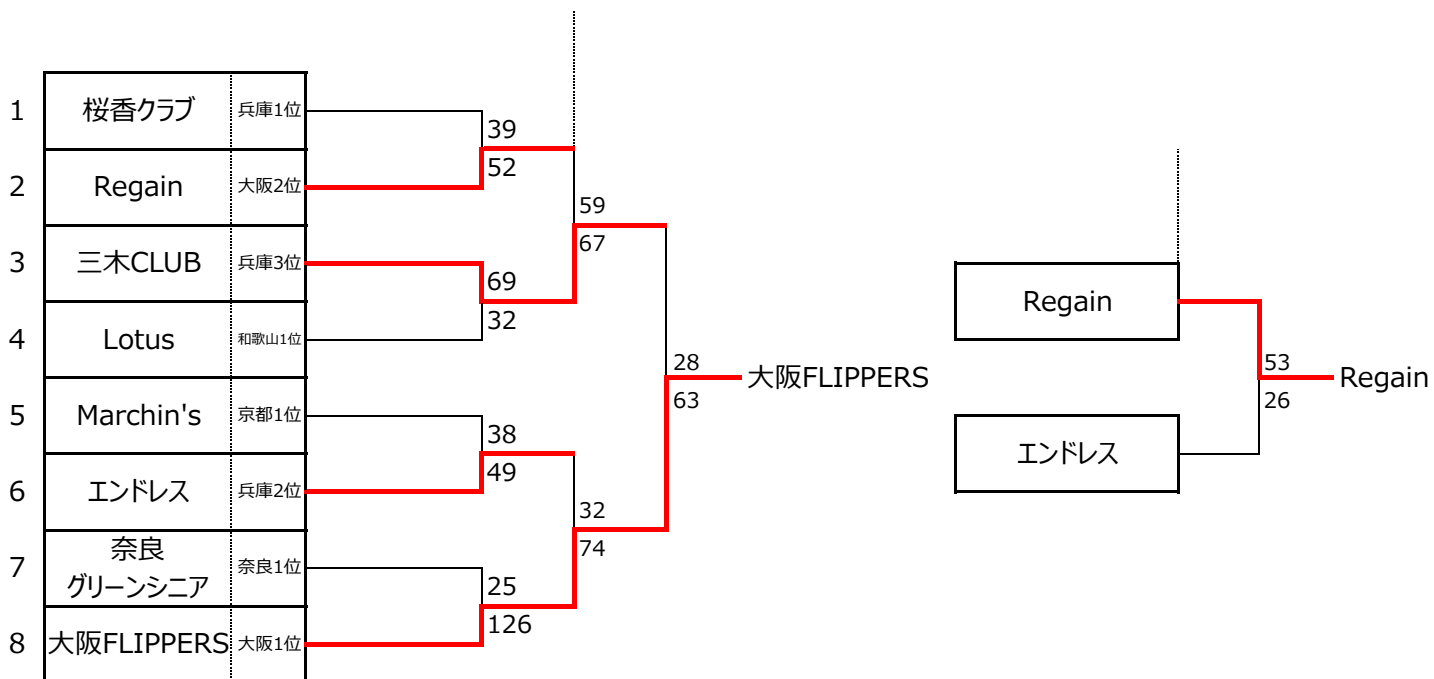 1 桜香クラブ 兵庫1位
39
52
2 Regain 大阪2位
59
67
3 三木CLUB 兵庫3位
69
32
4 Lotus 和歌山1位
28
63
大阪FLIPPERS
5 Marchin's 京都1位
38
49
6 エンドレス 兵庫2位
32
74
7 奈良
グリーンシニア 奈良1位
25
126
8 大阪FLIPPERS 大阪1位
Regain
53
26
Regain
エンドレス